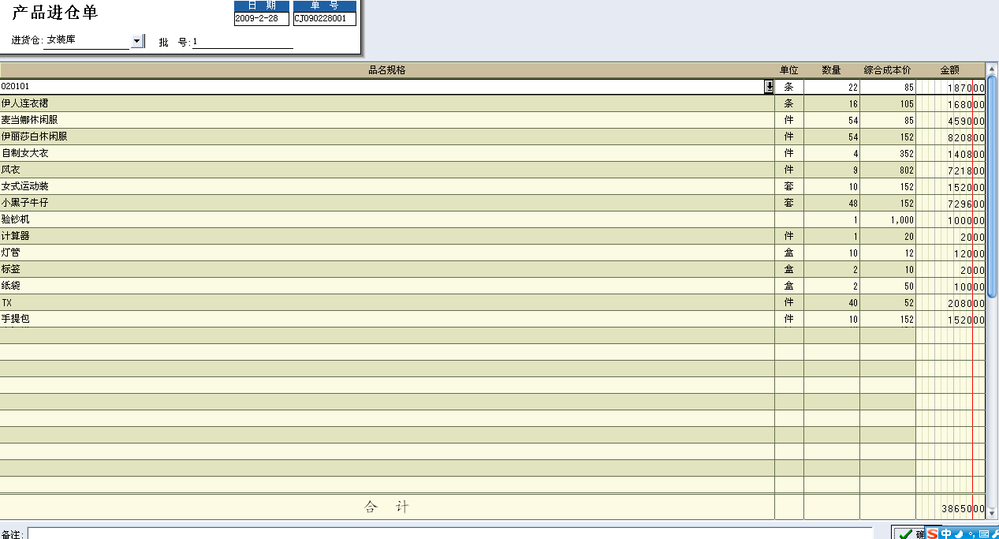 产品进仓单
日 期 单 号
2009-2-28 CJ090228001
进货仓: 女装库 批 号: 1
品名规格 单位 数量 综合成本价 金额
020101 条 22 85 187000
伊人连衣裙 条 16 105 168000
麦当娜休闲服 件 54 85 459000
伊丽莎白休闲服 件 54 152 820800
自制女大衣 件 4 352 140800
风衣 件 9 802 721800
女式运动装 套 10 152 152000
小黑子牛仔 套 48 152 729600
验钞机 1 1,000 100000
计算器 件 1 20 2000
灯管 盒 10 12 12000
标签 盒 2 10 2000
纸袋 盒 2 50 10000
TX 件 40 52 208000
手提包 件 10 152 152000
合 计 3865000
备注: 确
S 中